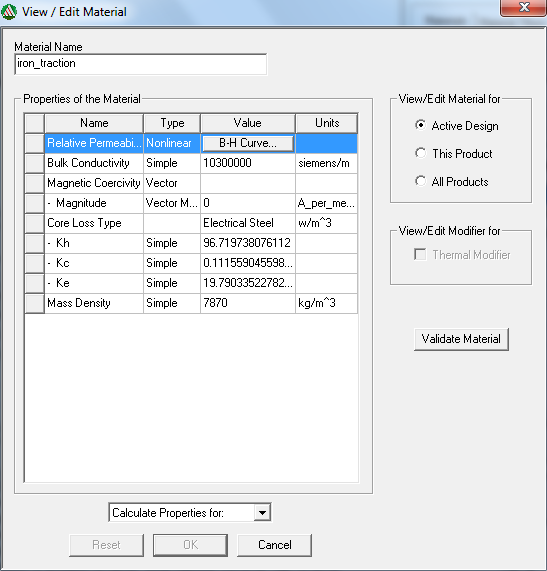 View / Edit Material
Material Name
iron_traction
Properties of the Material
Name Type Value Units
Relative Permeabi... Nonlinear B-H Curve...
Bulk Conductivity Simple 10300000 siemens/m
Magnetic Coercivity Vector
- Magnitude Vector M... 0 A_per_me...
Core Loss Type Electrical Steel w/m^3
- Kh Simple 96.719738076112
- Kc Simple 0.111559045598...
- Ke Simple 19.79033522782...
Mass Density Simple 7870 kg/m^3
View/Edit Material for
Active Design
This Product
All Products
View/Edit Modifier for
Thermal Modifier
Validate Material
Calculate Properties for:
Reset OK Cancel